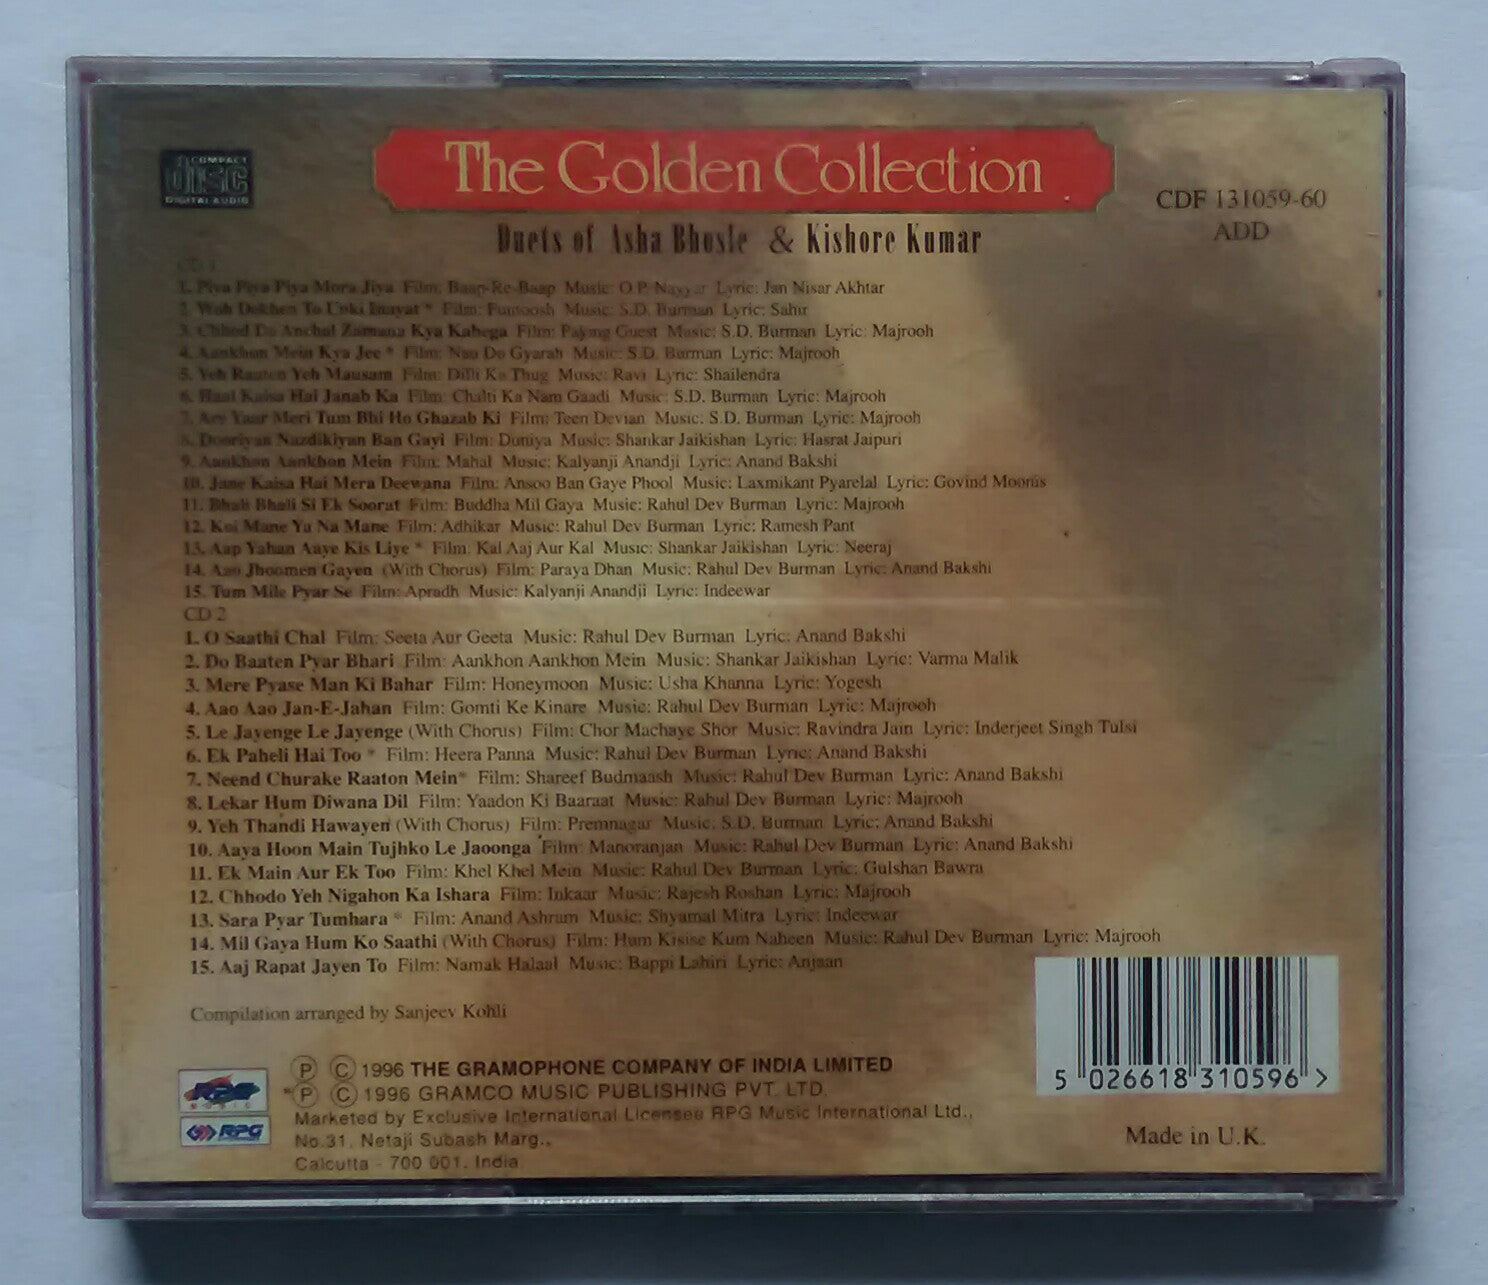 COMPACT
DISC
DIGITAL AUDIO
The Golden Collection
CDF 131059-60
ADD
Duets of Asha Bhosle & Kishore Kumar
CD 1
1. Piya Piya Piya Mora Jiya Film: Baap-Re-Baap Music: O.P. Nayyar Lyric: Jan Nisar Akhtar
2. Woh Dekhen To Unki Inayat * Film: Funtoosh Music: S.D. Burman Lyric: Sahir
3. Chhod Do Anchal Zamana Kya Kahega Film: Paying Guest Music: S.D. Burman Lyric: Majrooh
4. Aankhon Mein Kya Jee * Film: Nau Do Gyarah Music: S.D. Burman Lyric: Majrooh
5. Yeh Raaten Yeh Mausam Film: Dilli Ka Thug Music: Ravi Lyric: Shailendra
6. Haal Kaisa Hai Janab Ka Film: Chalti Ka Nam Gaadi Music: S.D. Burman Lyric: Majrooh
7. Are Yaar Meri Tum Bhi Ho Ghazab Ki Film: Teen Devian Music: S.D. Burman Lyric: Majrooh
8. Dooriyan Nazdikiyan Ban Gayi Film: Duniya Music: Shankar Jaikishan Lyric: Hasrat Jaipuri
9. Aankhon Aankhon Mein Film: Mahal Music: Kalyanji Anandji Lyric: Anand Bakshi
10. Jane Kaisa Hai Mera Deewana Film: Ansoo Ban Gaye Phool Music: Laxmikant Pyarelal Lyric: Govind Moonis
11. Bhali Bhali Si Ek Soorat Film: Buddha Mil Gaya Music: Rahul Dev Burman Lyric: Majrooh
12. Koi Mane Ya Na Mane Film: Adhikar Music: Rahul Dev Burman Lyric: Ramesh Pant
13. Aap Yahan Aaye Kis Liye * Film: Kal Aaj Aur Kal Music: Shankar Jaikishan Lyric: Neeraj
14. Aao Jhoomen Gayen (With Chorus) Film: Paraya Dhan Music: Rahul Dev Burman Lyric: Anand Bakshi
15. Tum Mile Pyar Se Film: Apradh Music: Kalyanji Anandji Lyric: Indeewar
CD 2
1. O Saathi Chal Film: Seeta Aur Geeta Music: Rahul Dev Burman Lyric: Anand Bakshi
2. Do Baaten Pyar Bhari Film: Aankhon Aankhon Mein Music: Shankar Jaikishan Lyric: Varma Malik
3. Mere Pyase Man Ki Bahar Film: Honeymoon Music: Usha Khanna Lyric: Yogesh
4. Aao Aao Jan-E-Jahan Film: Gomti Ke Kinare Music: Rahul Dev Burman Lyric: Majrooh
5. Le Jayenge Le Jayenge (With Chorus) Film: Chor Machaye Shor Music: Ravindra Jain Lyric: Inderjeet Singh Tulsi
6. Ek Paheli Hai Too * Film: Heera Panna Music: Rahul Dev Burman Lyric: Anand Bakshi
7. Neend Churake Raaton Mein* Film: Shareef Budmaash Music: Rahul Dev Burman Lyric: Anand Bakshi
8. Lekar Hum Diwana Dil Film: Yaadon Ki Baaraat Music: Rahul Dev Burman Lyric: Majrooh
9. Yeh Thandi Hawayen (With Chorus) Film: Premnagar Music: S.D. Burman Lyric: Anand Bakshi
10. Aaya Hoon Main Tujhko Le Jaoonga Film: Manoranjan Music: Rahul Dev Burman Lyric: Anand Bakshi
11. Ek Main Aur Ek Too Film: Khel Khel Mein Music: Rahul Dev Burman Lyric: Gulshan Bawra
12. Chhodo Yeh Nigahon Ka Ishara Film: Inkaar Music: Rajesh Roshan Lyric: Majrooh
13. Sara Pyar Tumhara * Film: Anand Ashram Music: Shyamal Mitra Lyric: Indeewar
14. Mil Gaya Hum Ko Saathi (With Chorus) Film: Hum Kisise Kum Naheen Music: Rahul Dev Burman Lyric: Majrooh
15. Aaj Rapat Jayen To Film: Namak Halaal Music: Bappi Lahiri Lyric: Anjaan
Compilation arranged by Sanjeev Kohli
Ⓟ Ⓒ 1996 THE GRAMOPHONE COMPANY OF INDIA LIMITED
*Ⓟ Ⓒ 1996 GRAMCO MUSIC PUBLISHING PVT. LTD.
Marketed by Exclusive International Licensee RPG Music International Ltd.,
No.31, Netaji Subash Marg.,
Calcutta - 700 001. India
RPG
MUSIC
RPG
5 026618 310596 >
Made in U.K.